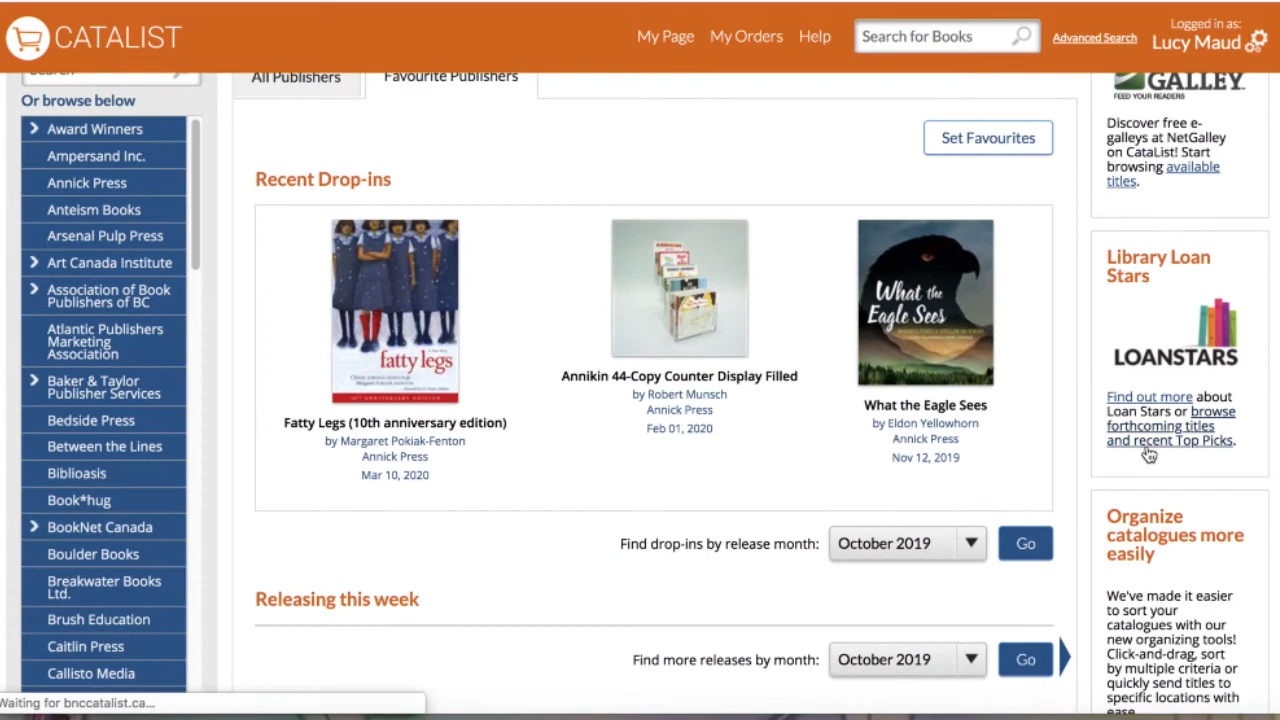 CATALIST
My Page
My Orders
Help
Search for Books
Advanced Search
Logged in as:
Lucy Maud
Search
Or browse below
Award Winners
Ampersand Inc.
Annick Press
Anteism Books
Arsenal Pulp Press
Art Canada Institute
Association of Book
Publishers of BC
Atlantic Publishers
Marketing
Association
Baker & Taylor
Publisher Services
Bedside Press
Between the Lines
Biblioasis
Book*hug
BookNet Canada
Boulder Books
Breakwater Books
Ltd.
Brush Education
Caitlin Press
Callisto Media
Waiting for bnccatalist.ca...
All Publishers
Favourite Publishers
Set Favourites
Recent Drop-ins
fatty legs
Fatty Legs (10th anniversary edition)
by Margaret Pokiak-Fenton
Annick Press
Mar 10, 2020
Annikin 44-Copy Counter Display Filled
by Robert Munsch
Annick Press
Feb 01, 2020
What the
Eagle Sees
What the Eagle Sees
by Eldon Yellowhorn
Annick Press
Nov 12, 2019
Find drop-ins by release month:
October 2019
Go
Releasing this week
Find more releases by month:
October 2019
Go
GALLEY
FEED YOUR READERS
Discover free e-
galleys at NetGalley
on CataList! Start
browsing available
titles.
Library Loan
Stars
LOANSTARS
Find out more about
Loan Stars or browse
forthcoming titles
and recent Top Picks.
Organize
catalogues more
easily
We've made it easier
to sort your
catalogues with our
new organizing tools!
Click-and-drag, sort
by multiple criteria or
quickly send titles to
specific locations with
ease.